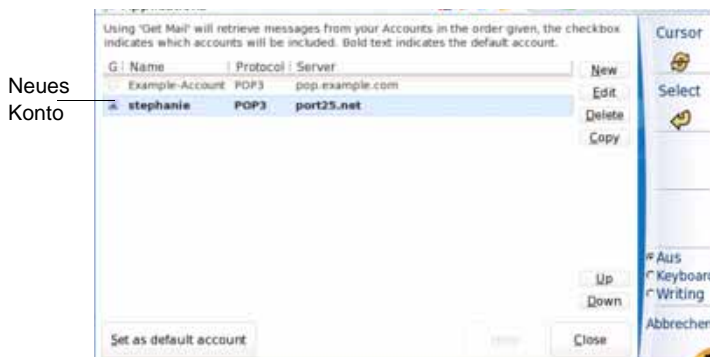 Applications
Using 'Get Mail' will retrieve messages from your Accounts in the order given, the checkbox
indicates which accounts will be included. Bold text indicates the default account.
G Name Protocol Server
Example-Account POP3 pop.example.com
stephanie POP3 port25.net
Neues
Konto
New
Edit
Delete
Copy
Up
Down
Set as default account
Close
Cursor
Select
Aus
Keyboard
Writing
Abbrechen